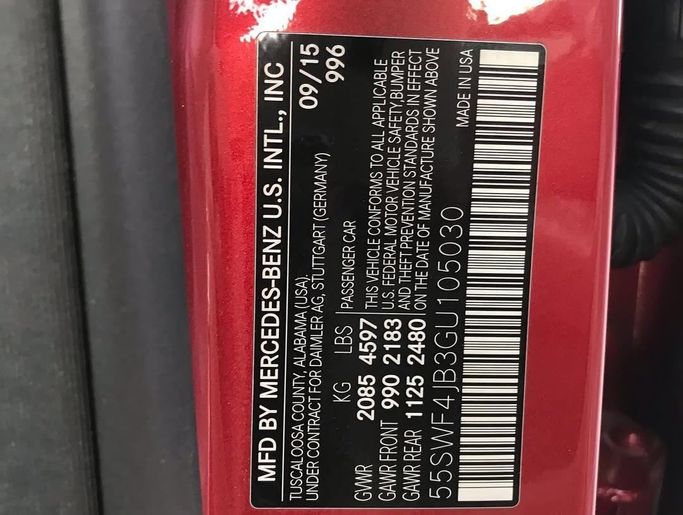 MFD BY MERCEDES-BENZ U.S. INTL., INC
TUSCALOOSA COUNTY, ALABAMA (USA), 09/15
UNDER CONTRACT FOR DAIMLER AG, STUTTGART (GERMANY) 996
KG LBS PASSENGER CAR
GVWR 2085 4597 THIS VEHICLE CONFORMS TO ALL APPLICABLE
GAWR FRONT 990 2183 U.S. FEDERAL MOTOR VEHICLE SAFETY,BUMPER
AND THEFT PREVENTION STANDARDS IN EFFECT
GAWR REAR 1125 2480 ON THE DATE OF MANUFACTURE SHOWN ABOVE
55SWF4JB3GU105030 MADE IN USA